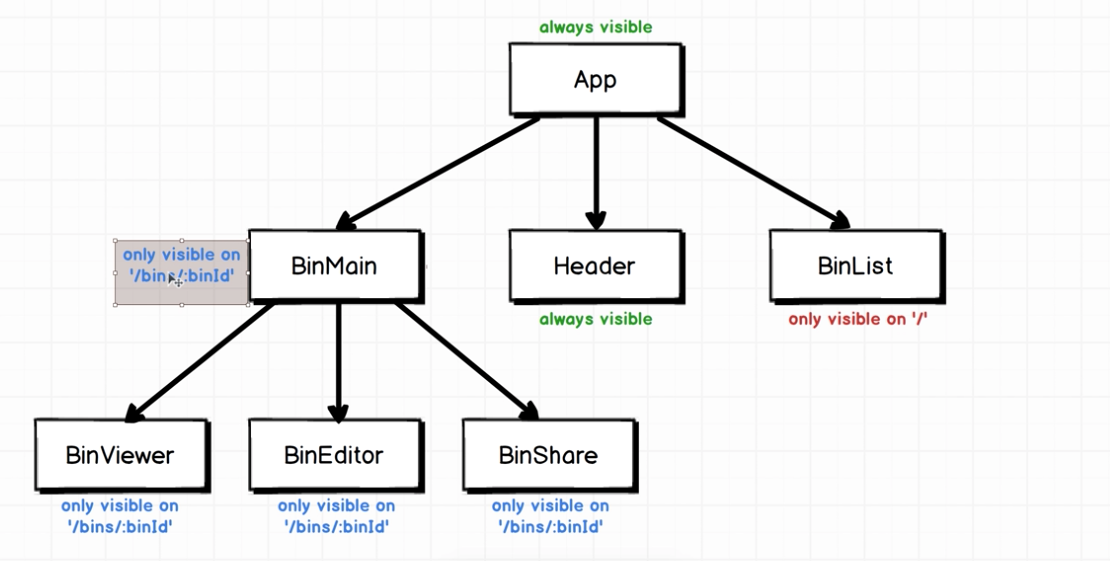 always visible
App
only visible on
'/bins/:binId'
BinMain
Header
BinList
always visible
only visible on '/'
BinViewer
BinEditor
BinShare
only visible on
'/bins/:binId'
only visible on
'/bins/:binId'
only visible on
'/bins/:binId'